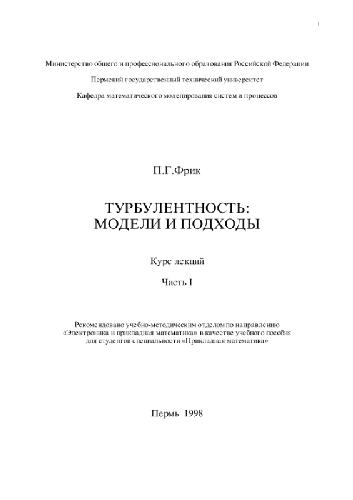 1
Министерство общего и профессионального образования Российской Федерации
Пермский государственный технический университет
Кафедра математического моделирования систем и процессов
П.Г.Фрик
ТУРБУЛЕНТНОСТЬ:
МОДЕЛИ И ПОДХОДЫ
Курс лекций
Часть I
Рекомендовано учебно-методическим отделом по направлению
«Электроника и прикладная математика» в качестве учебного пособия
для студентов специальности «Прикладная математика»
Пермь 1998